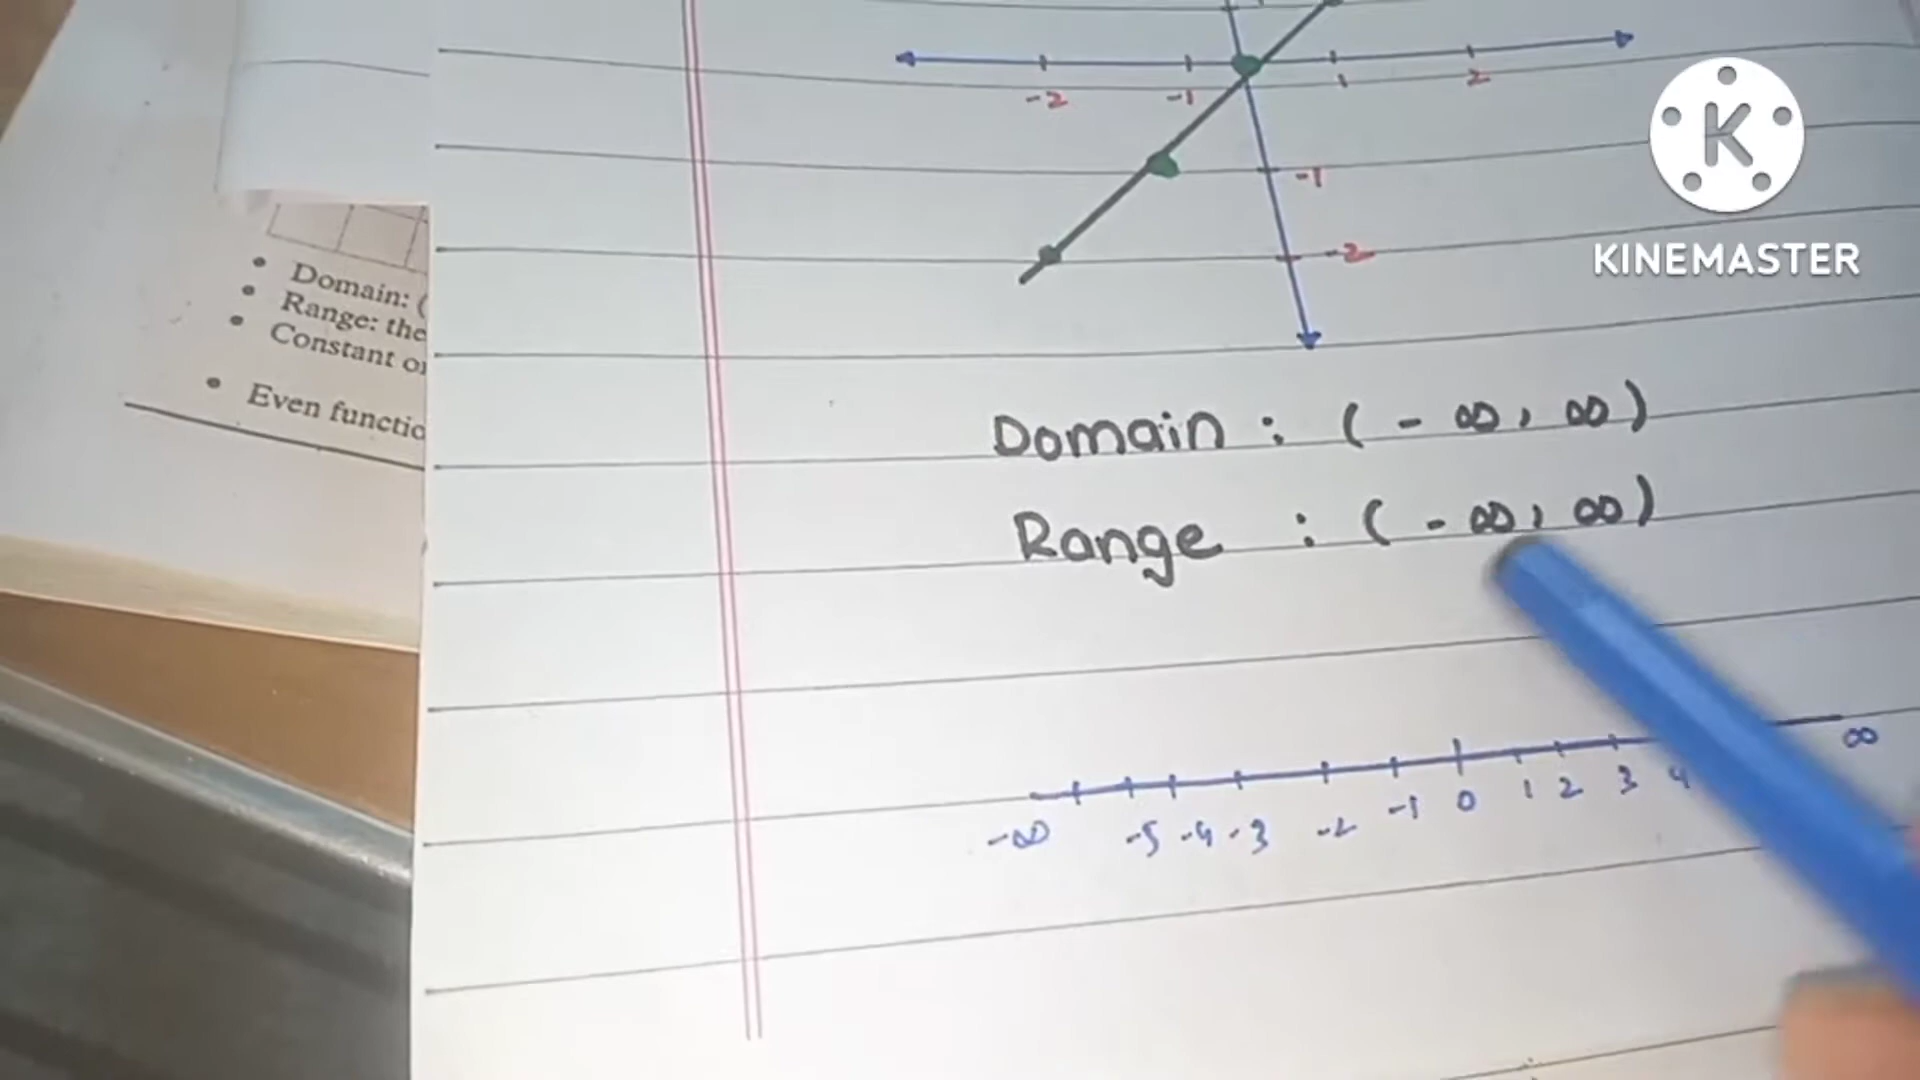 -2 -1 1 2
-1
-2
KINEMASTER
Domain: (
Range: the
Constant o
Even functio
Domain : (-∞, ∞)
Range : (-∞, ∞)
-∞ -5 -4 -3 -2 -1 0 1 2 3 4 ∞